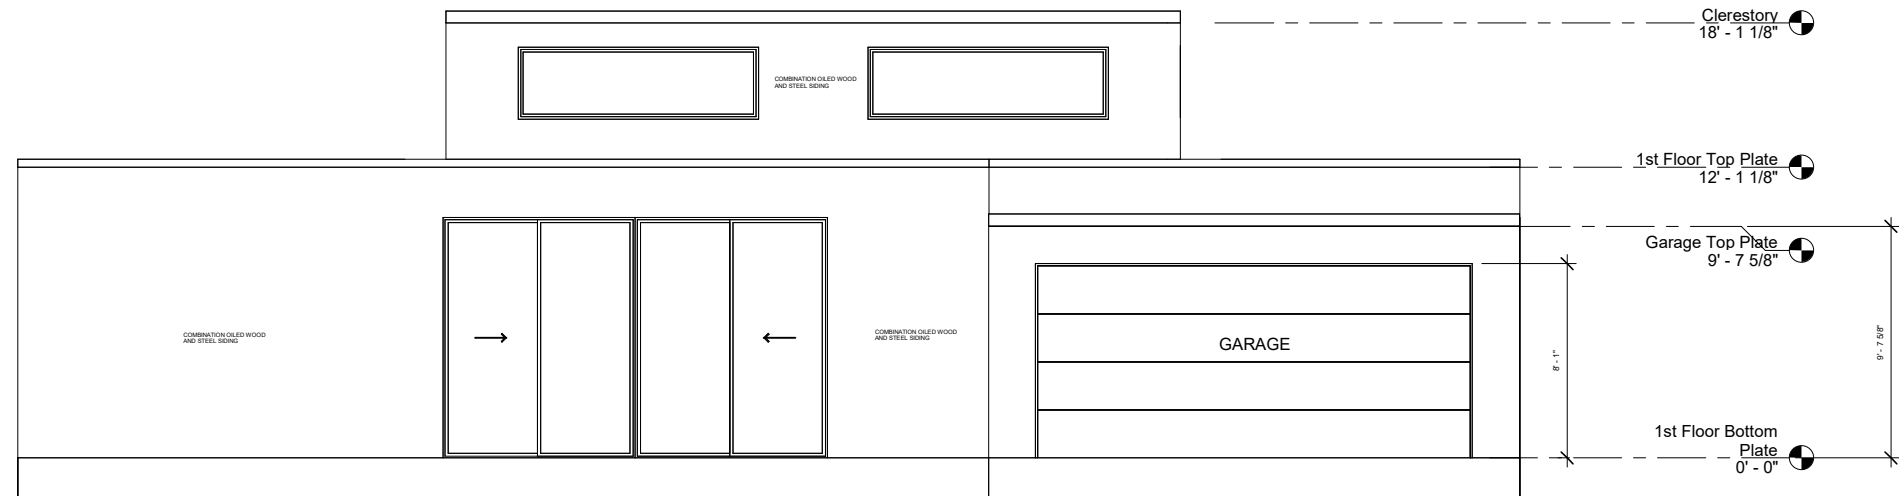 Clerestory
18' - 1 1/8"
COMBINATION OILED WOOD
AND STEEL SIDING
1st Floor Top Plate
12' - 1 1/8"
Garage Top Plate
9' - 7 5/8"
COMBINATION OILED WOOD
AND STEEL SIDING
COMBINATION OILED WOOD
AND STEEL SIDING
GARAGE
8' - 1"
9' - 7 5/8"
1st Floor Bottom
Plate
0' - 0"